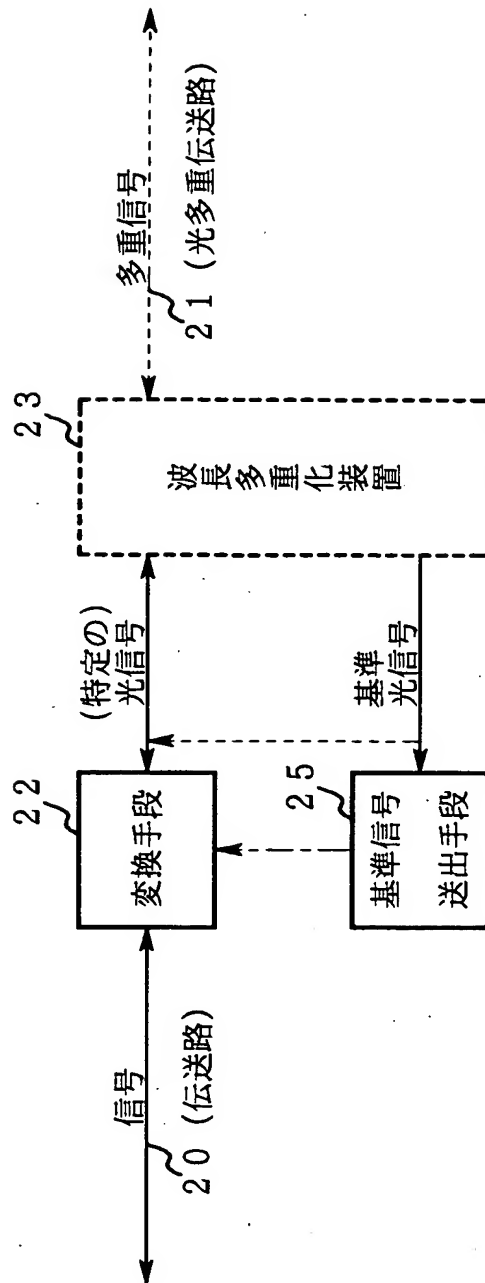 信号
20 (伝送路)
22
変換手段
(特定の)
光信号
23
波長多重化装置
多重信号
21 (光多重伝送路)
基準
光信号
25
基準信号
送出手段